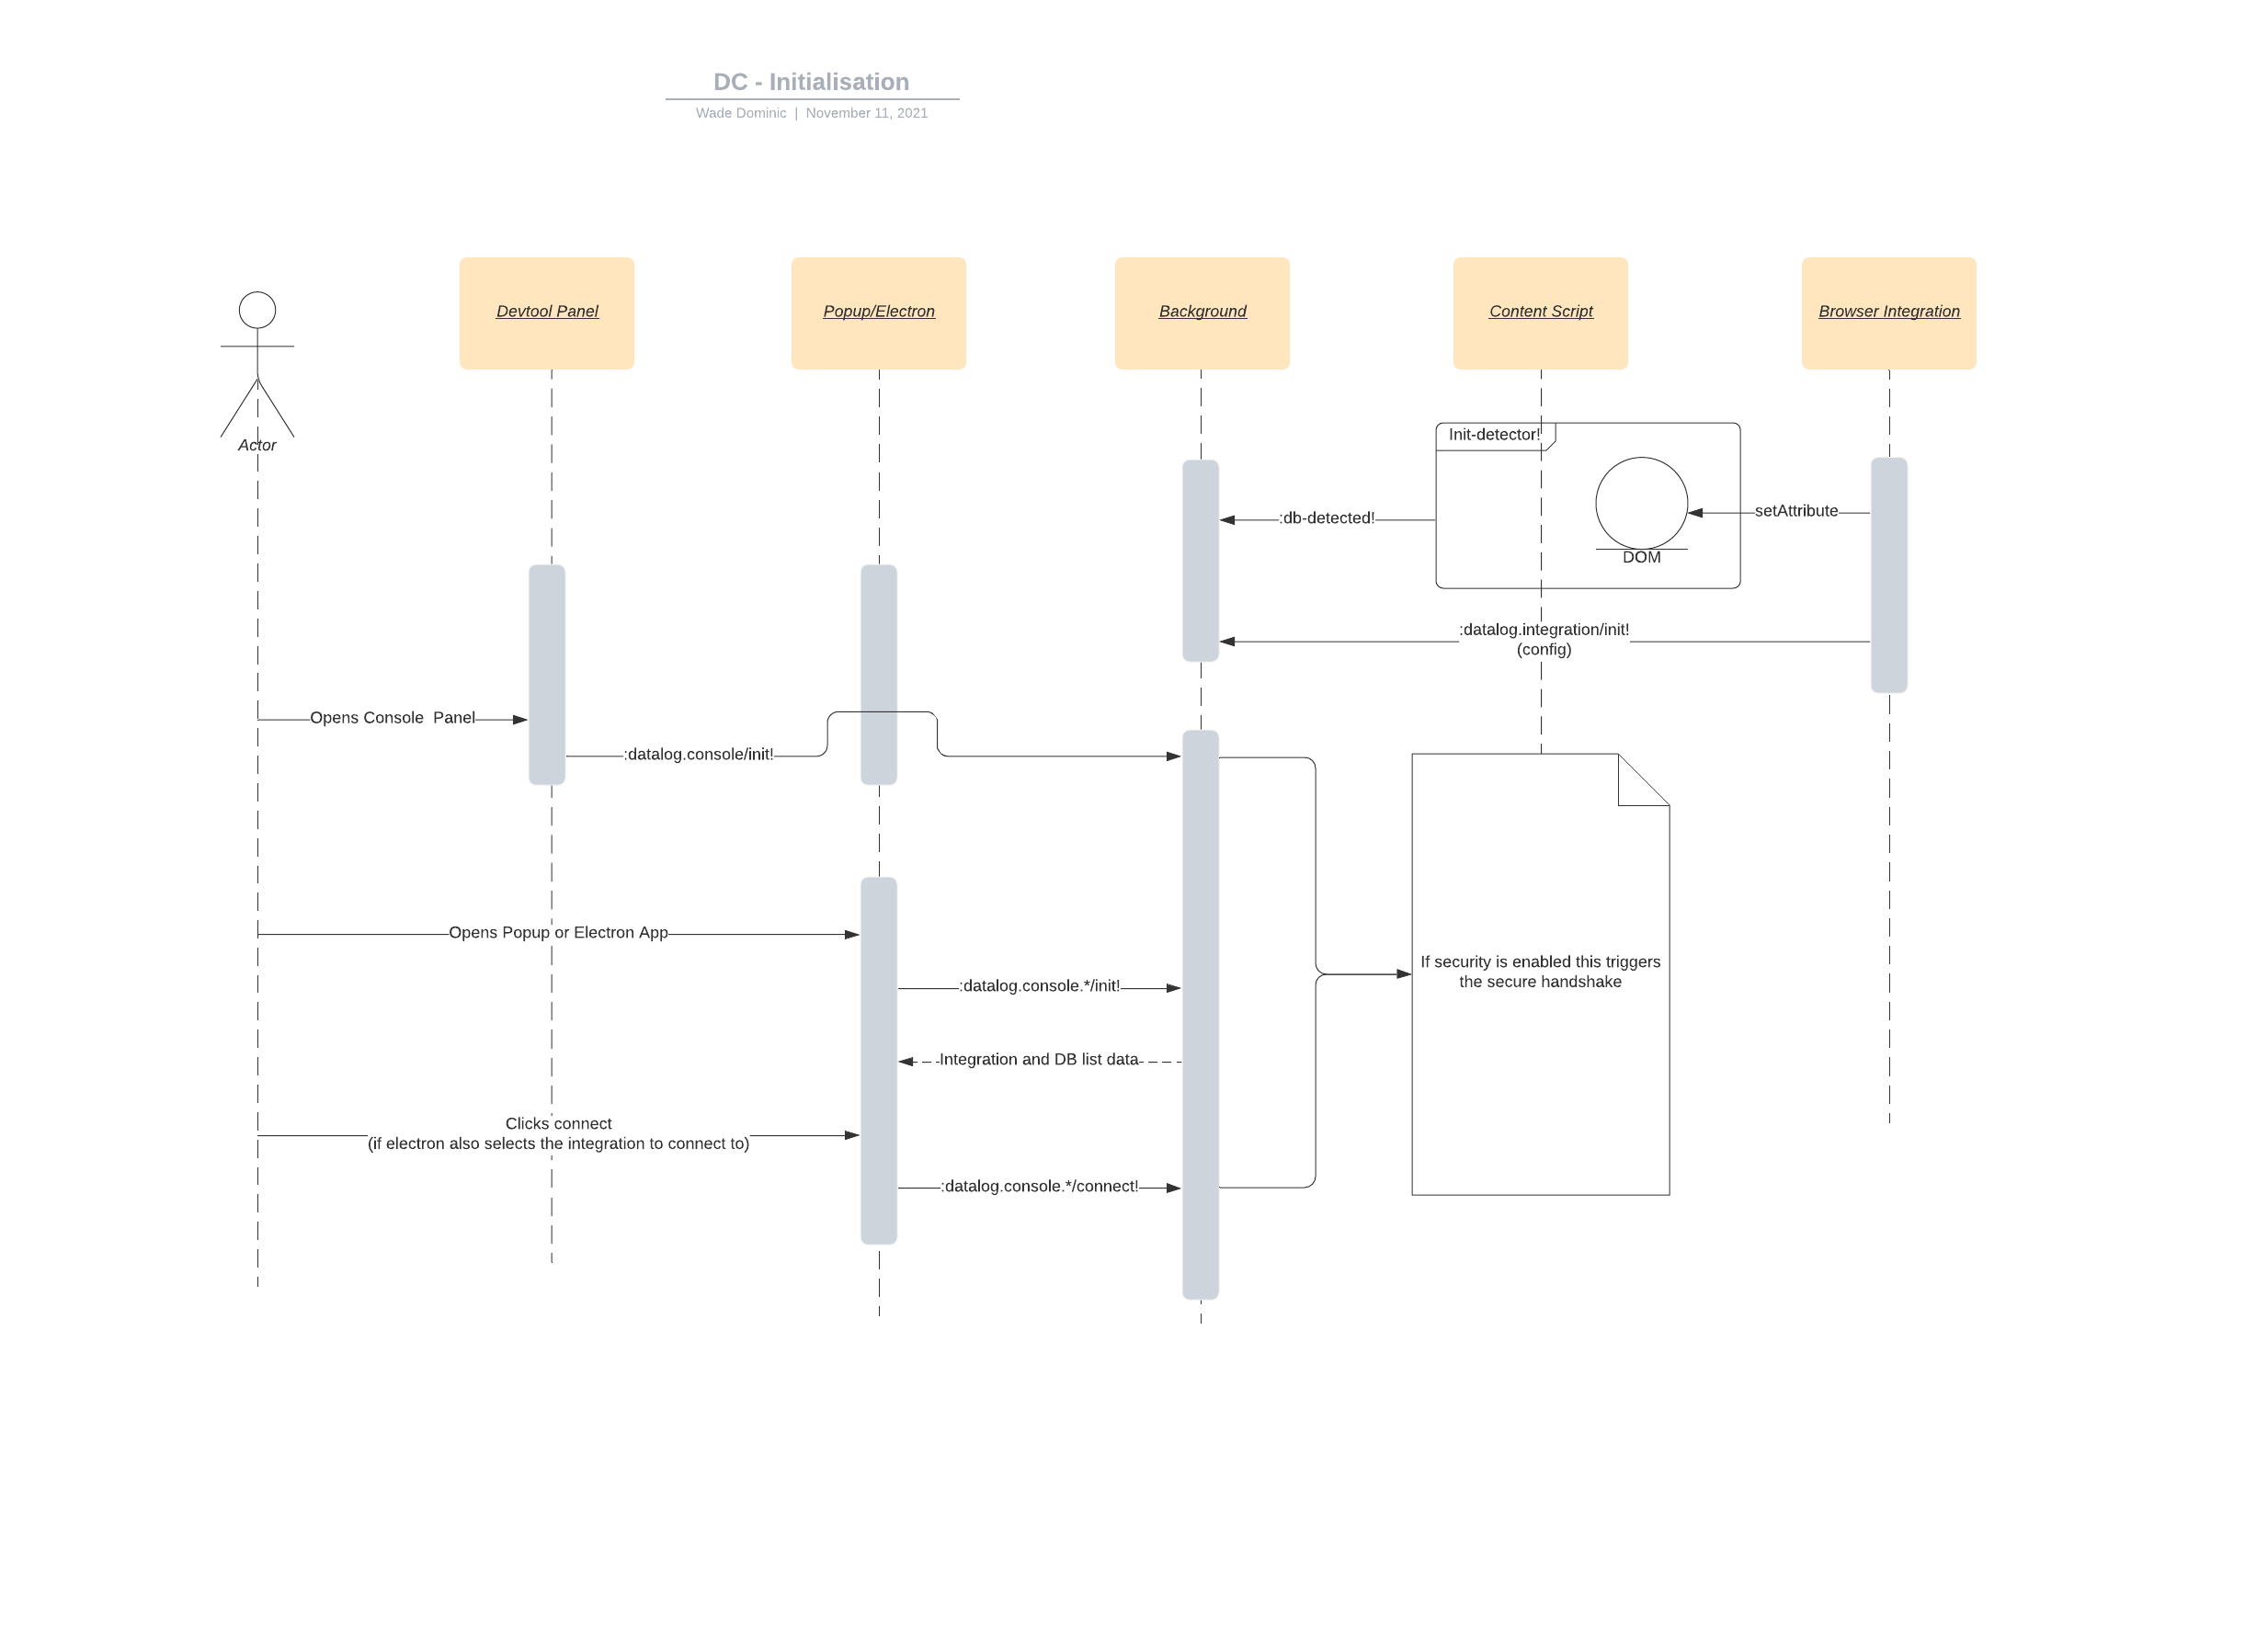 DC - Initialisation
Wade Dominic | November 11, 2021
Devtool Panel
Popup/Electron
Background
Content Script
Browser Integration
Actor
Init-detector!
setAttribute
:db-detected!
DOM
:datalog.integration/init!
(config)
Opens Console  Panel
:datalog.console/init!
Opens Popup or Electron App
If security is enabled this triggers
the secure handshake
:datalog.console.*/init!
Integration and DB list data
Clicks connect
(if electron also selects the integration to connect to)
:datalog.console.*/connect!